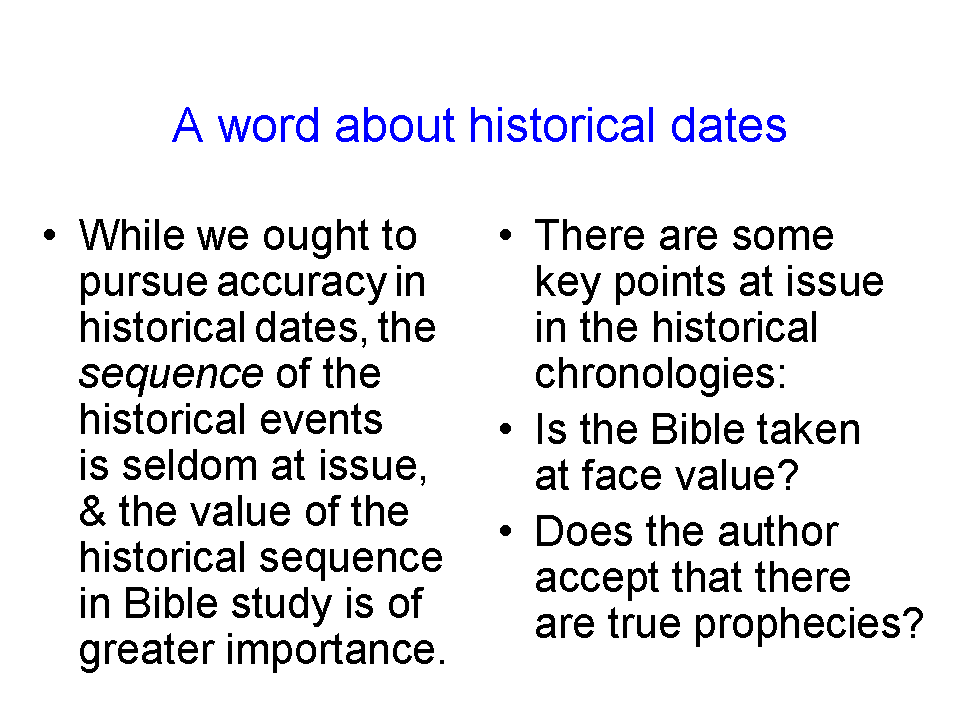 A word about historical dates
• While we ought to
pursue accuracy in
historical dates, the
sequence of the
historical events
is seldom at issue,
& the value of the
historical sequence
in Bible study is of
greater importance.
• There are some
key points at issue
in the historical
chronologies:
• Is the Bible taken
at face value?
• Does the author
accept that there
are true prophecies?